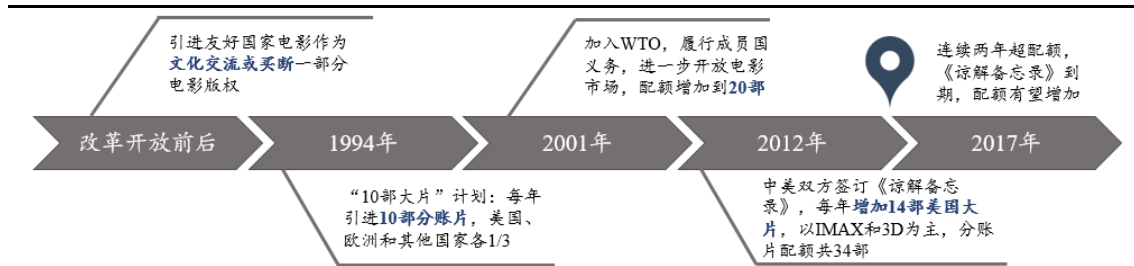 引进友好国家电影作为
文化交流或买断一部分
电影版权
加入WTO，履行成员国
义务，进一步开放电影
市场，配额增加到20部
连续两年超配额，
《谅解备忘录》到
期，配额有望增加
改革开放前后
1994年
2001年
2012年
2017年
“10部大片”计划：每年
引进10部分账片，美国、
欧洲和其他国家各1/3
中美双方签订《谅解备忘
录》，每年增加14部美国大
片，以IMAX和3D为主，分账
片配额共34部